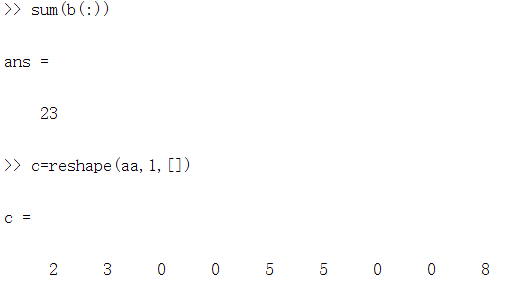 >> sum(b(:))
ans =
23
>> c=reshape(aa,1,[])
c =
2 3 0 0 5 5 0 0 8